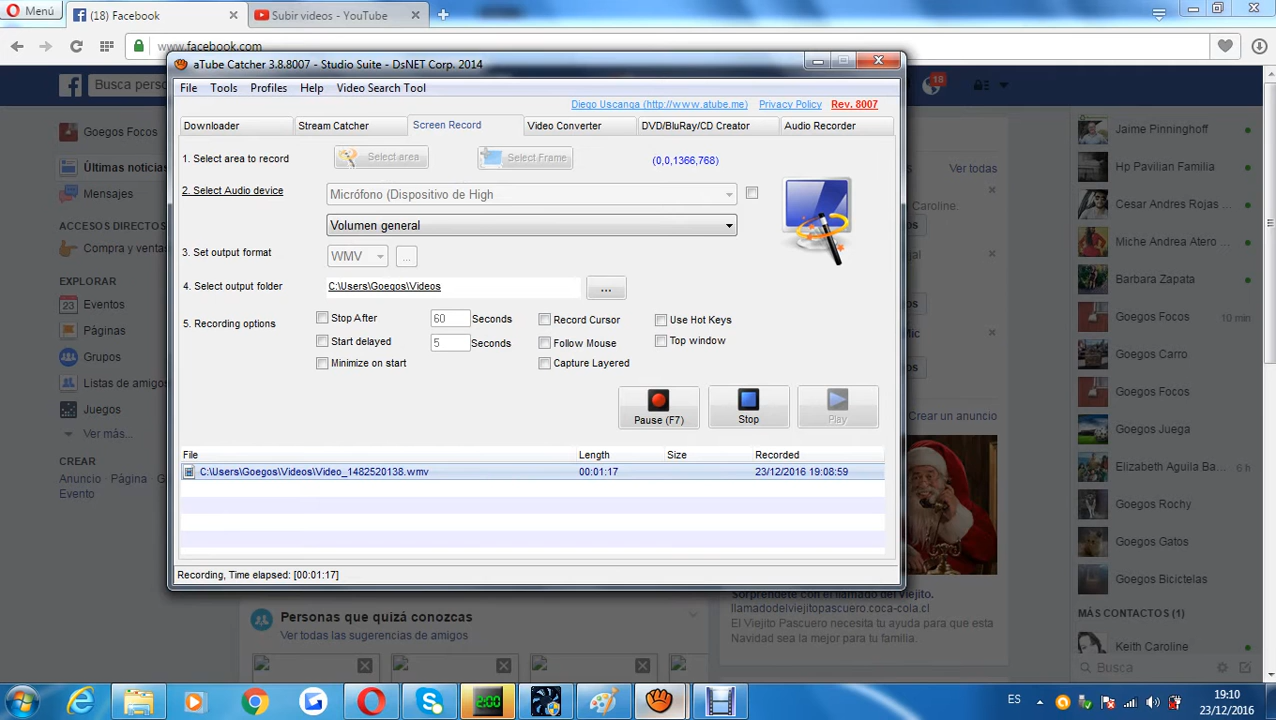 Menú
(18) Facebook
Subir videos - YouTube
www.facebook.com
aTube Catcher 3.8.8007 - Studio Suite - DsNET Corp. 2014
Busca perso
18
File Tools Profiles Help Video Search Tool
Diego Uscanga (http://www.atube.me) Privacy Policy Rev. 8007
Downloader Stream Catcher Screen Record Video Converter DVD/BluRay/CD Creator Audio Recorder
1. Select area to record Select area Select Frame (0,0,1366,768)
2. Select Audio device Micrófono (Dispositivo de High
Volumen general
3. Set output format WMV ...
4. Select output folder C:\Users\Goegos\Videos ...
5. Recording options Stop After 60 Seconds Record Cursor Use Hot Keys
Start delayed 5 Seconds Follow Mouse Top window
Minimize on start Capture Layered
Pause (F7) Stop Play
File Length Size Recorded
C:\Users\Goegos\Videos\Video_1482520138.wmv 00:01:17 23/12/2016 19:08:59
Recording, Time elapsed: [00:01:17]
Goegos Focos
Últimas noticias
Mensajes
ACCESOS DIRECTOS
Compra y ventas
EXPLORAR
23 Eventos
Páginas
Grupos
Listas de amigos
Juegos
Ver más...
CREAR
Anuncio Página G
Evento
Personas que quizá conozcas
Ver todas las sugerencias de amigos
Ver todas
Caroline.
Crear un anuncio
Sorpréndete con el llamado del Viejito.
llamadodelviejitopascuero.coca-cola.cl
El Viejito Pascuero necesita tu ayuda para que esta
Navidad sea la mejor para tu familia.
Jaime Pinninghoff
Hp Pavilian Familia
Cesar Andres Rojas ...
Miche Andrea Atero ...
Barbara Zapata
Goegos Focos 10 min
Goegos Carro
Goegos Focos
Goegos Juega
Elizabeth Aguila Ba... 6 h
Goegos Rochy
Goegos Gatos
Goegos Bicictelas
MÁS CONTACTOS (1)
Keith Caroline
Busca
2:00
ES
19:10
23/12/2016